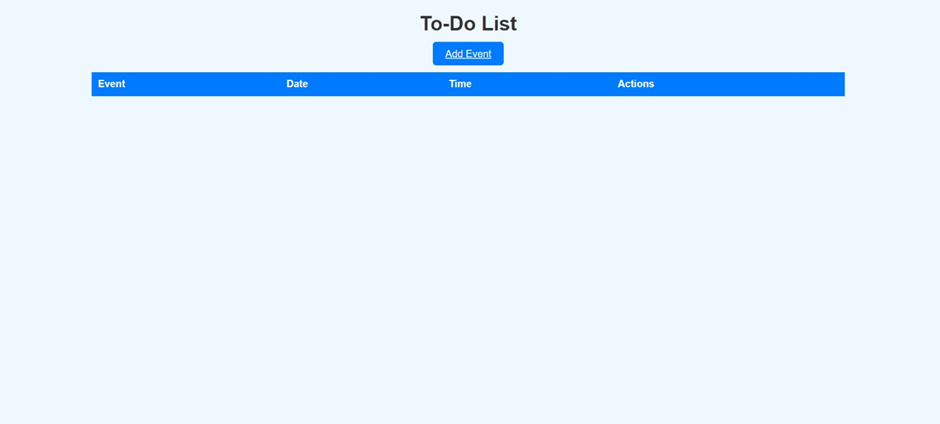 To-Do List
Add Event
Event Date Time Actions